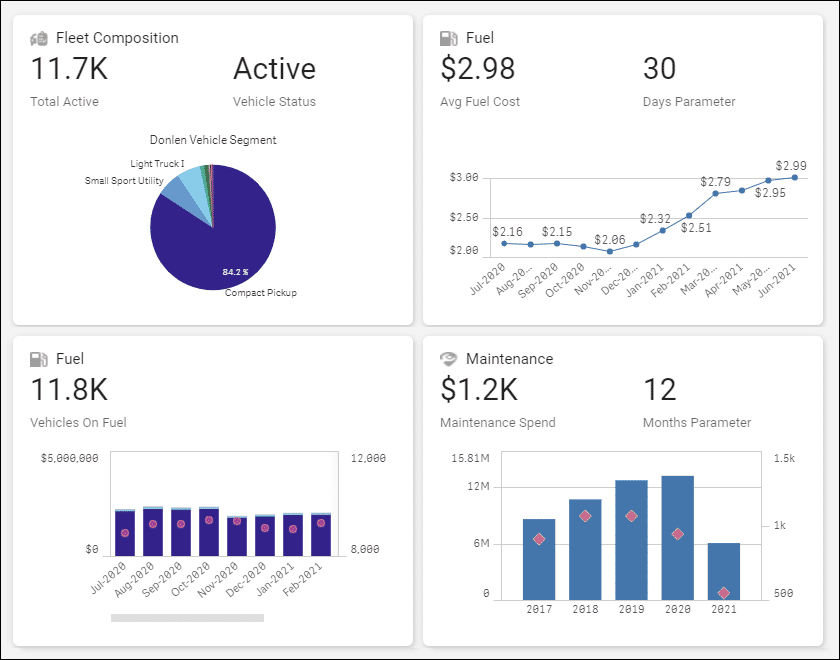 Fleet Composition
11.7K
Active
Total Active
Vehicle Status
Donlen Vehicle Segment
Light Truck I
Small Sport Utility
84.2 %
Compact Pickup
Fuel
$2.98
30
Avg Fuel Cost
Days Parameter
$3.00
$2.50
$2.00
$2.16
$2.15
$2.06
$2.32
$2.51
$2.79
$2.95
$2.99
Jul-2020
Aug-20...
Sep-2020
Oct-2020
Nov-20...
Dec-20...
Jan-2021
Feb-2021
Mar-20...
Apr-2021
May-20...
Jun-2021
Fuel
11.8K
Vehicles On Fuel
$5,000,000
$0
12,000
8,000
Jul-2020
Aug-2020
Sep-2020
Oct-2020
Nov-2020
Dec-2020
Jan-2021
Feb-2021
Maintenance
$1.2K
12
Maintenance Spend
Months Parameter
15.81M
12M
6M
0
1.5k
1k
500
2017
2018
2019
2020
2021